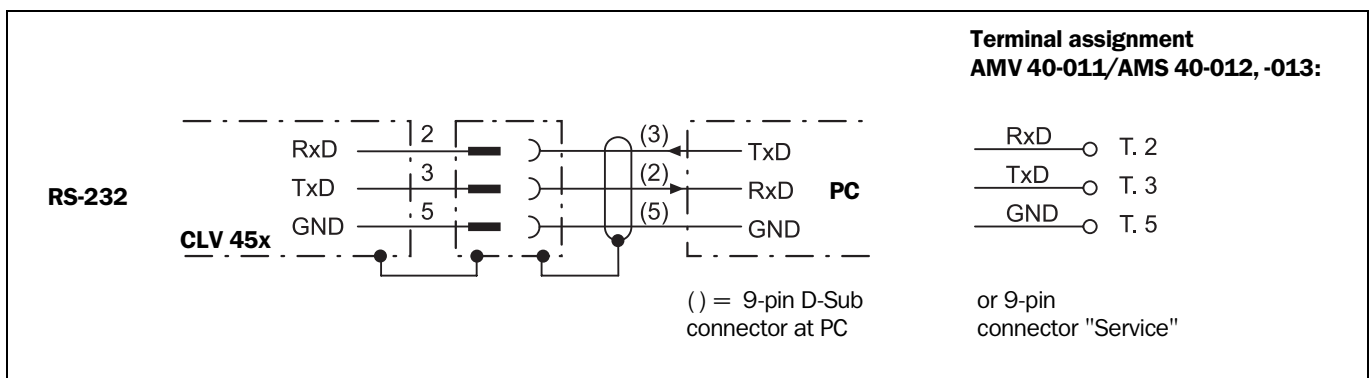 Terminal assignment
AMV 40-011/AMS 40-012, -013:
RS-232
CLV 45x
RxD 2 (3) TxD
TxD 3 (2) RxD
GND 5 (5) GND
PC
RxD T. 2
TxD T. 3
GND T. 5
( ) = 9-pin D-Sub
connector at PC
or 9-pin
connector "Service"